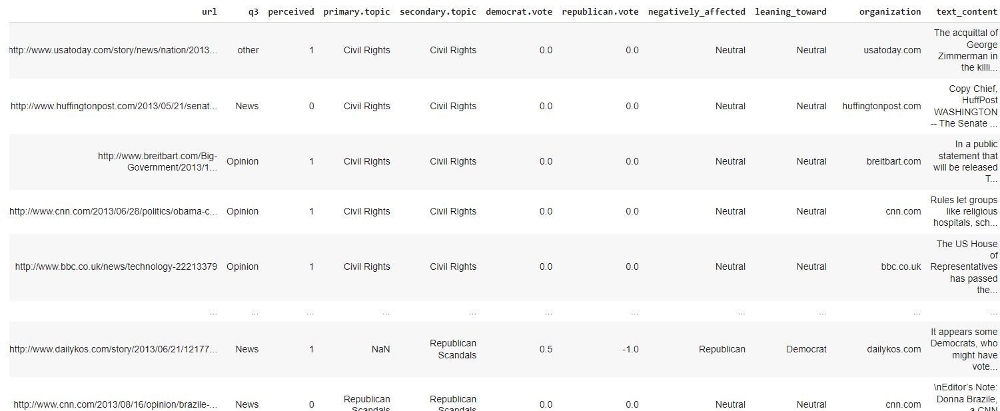 url q3 perceived primary.topic secondary.topic democrat.vote republican.vote negatively_affected leaning_toward organization text_content
http://www.usatoday.com/story/news/nation/2013... other 1 Civil Rights Civil Rights 0.0 0.0 Neutral Neutral usatoday.com The acquittal of
George
Zimmerman in
the killi...
http://www.huffingtonpost.com/2013/05/21/senat... News 0 Civil Rights Civil Rights 0.0 0.0 Neutral Neutral huffingtonpost.com Copy Chief,
HuffPost
WASHINGTON
-- The Senate ...
http://www.breitbart.com/Big-
Government/2013/1... Opinion 1 Civil Rights Civil Rights 0.0 0.0 Neutral Neutral breitbart.com In a public
statement that
will be released
T...
http://www.cnn.com/2013/06/28/politics/obama-c... Opinion 1 Civil Rights Civil Rights 0.0 0.0 Neutral Neutral cnn.com Rules let groups
like religious
hospitals, sch...
http://www.bbc.co.uk/news/technology-22213379 Opinion 1 Civil Rights Civil Rights 0.0 0.0 Neutral Neutral bbc.co.uk The US House
of
Representatives
has passed
the...
... ... ... ... ... ... ... ... ... ... ...
http://www.dailykos.com/story/2013/06/21/12177... News 1 NaN Republican
Scandals 0.5 -1.0 Republican Democrat dailykos.com It appears some
Democrats, who
might have
vote...
http://www.cnn.com/2013/08/16/opinion/brazile-... News 0 Republican
Scandals Republican
Scandals 0.0 0.0 Neutral Neutral cnn.com \nEditor's Note:
Donna Brazile,
a CNN